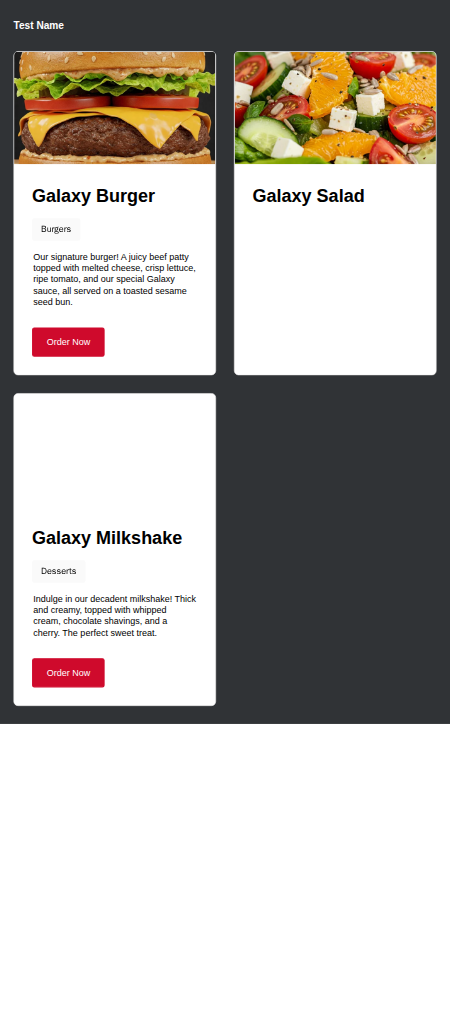 Test Name
Galaxy Burger
Burgers
Our signature burger! A juicy beef patty
topped with melted cheese, crisp lettuce,
ripe tomato, and our special Galaxy
sauce, all served on a toasted sesame
seed bun.
Order Now
Galaxy Salad
Galaxy Milkshake
Desserts
Indulge in our decadent milkshake! Thick
and creamy, topped with whipped
cream, chocolate shavings, and a
cherry. The perfect sweet treat.
Order Now